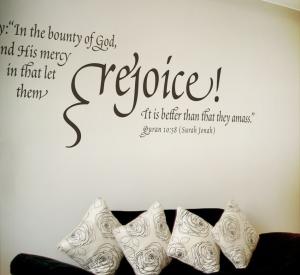 y:"In the bounty of God,
nd His mercy
in that let
them
rejoice!
It is better than that they amass."
Quran 10:58 (Surah Jonah)